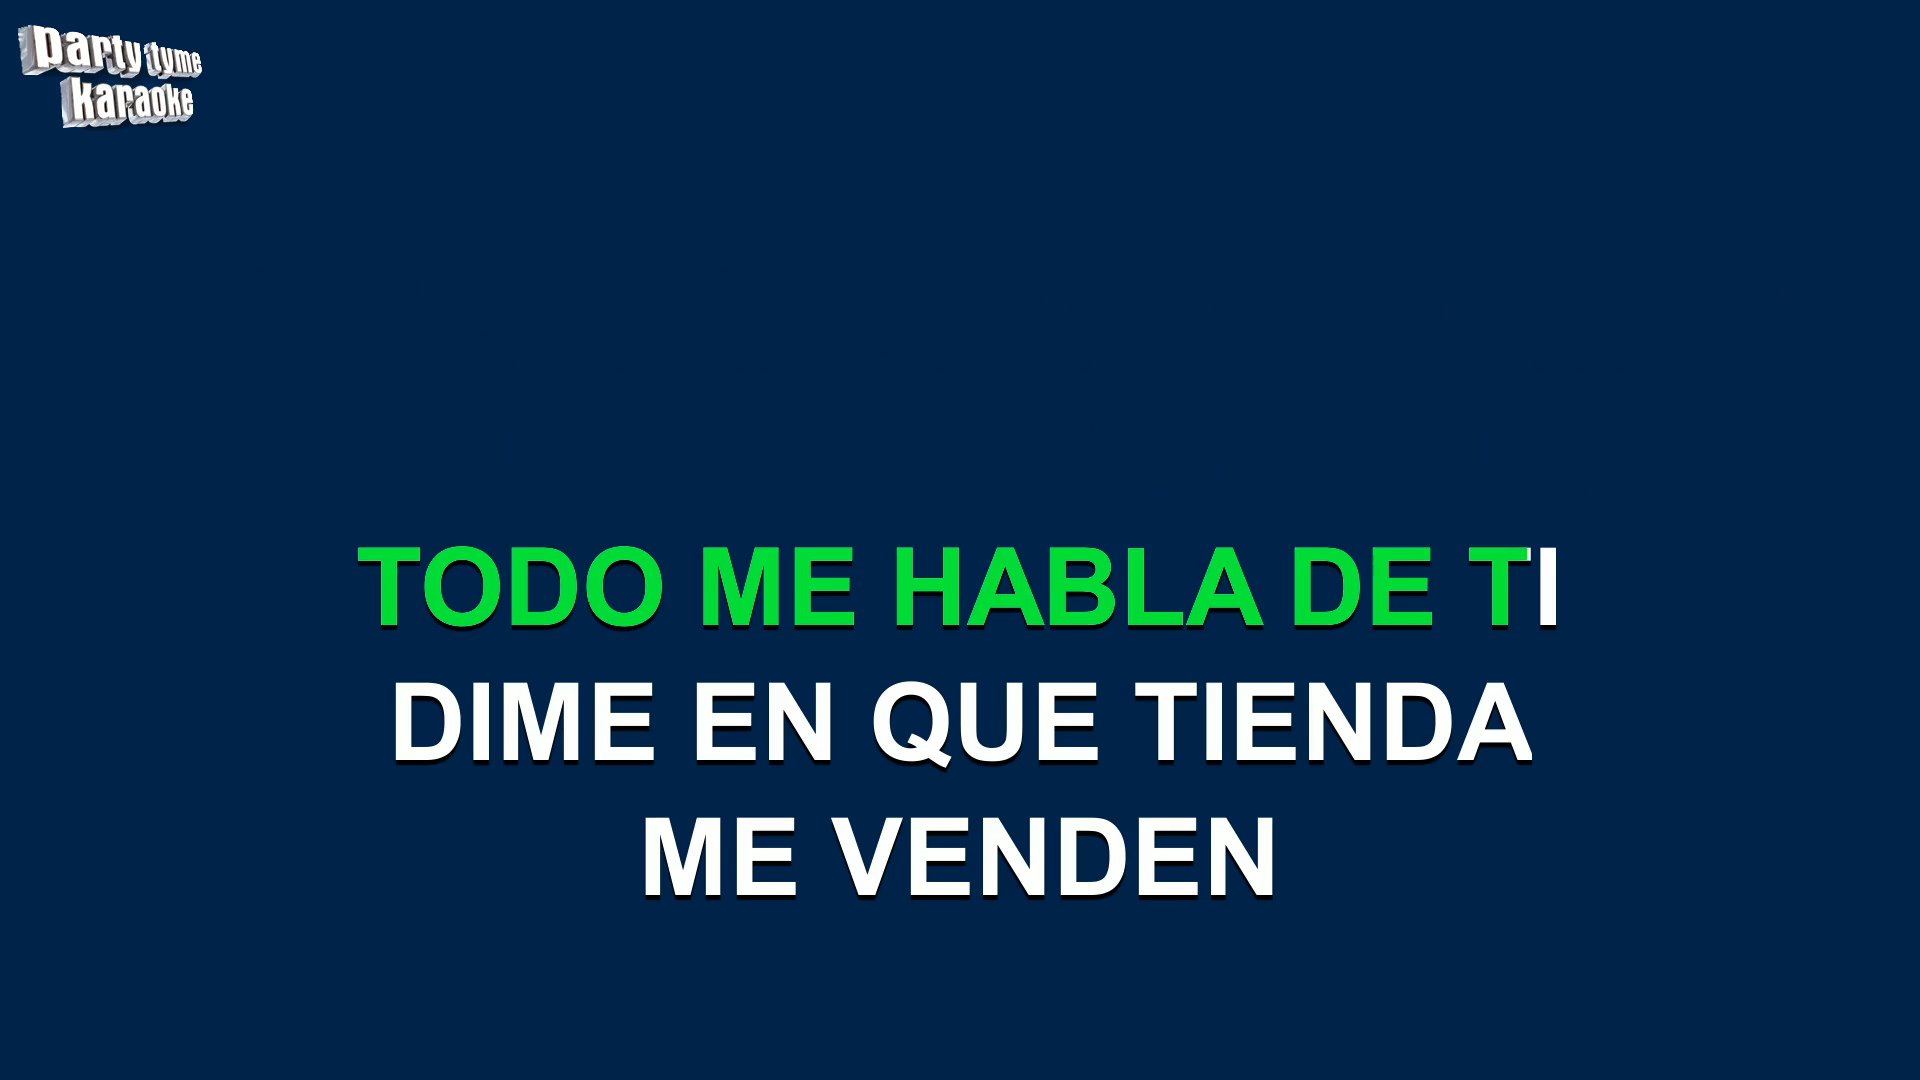 party tyme
karaoke
TODO ME HABLA DE TI
DIME EN QUE TIENDA
ME VENDEN